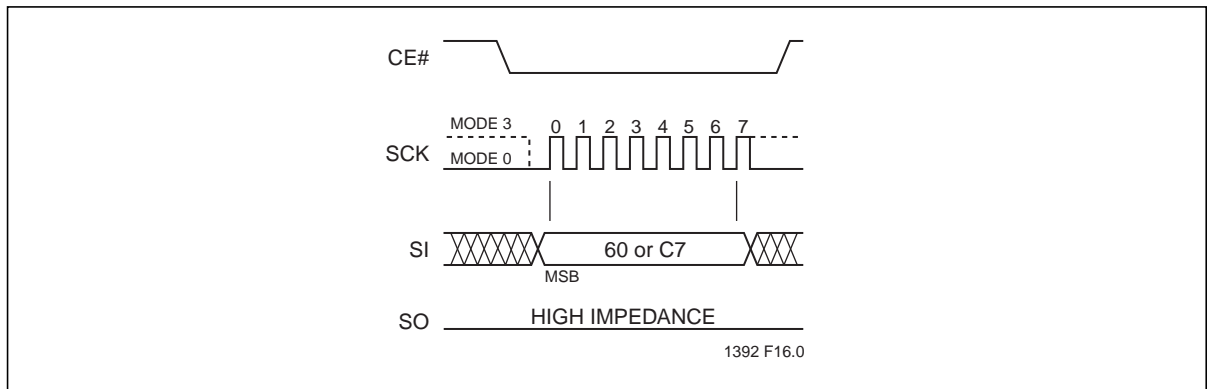 CE#
MODE 3
0 1 2 3 4 5 6 7
SCK
MODE 0
SI
60 or C7
MSB
SO
HIGH IMPEDANCE
1392 F16.0